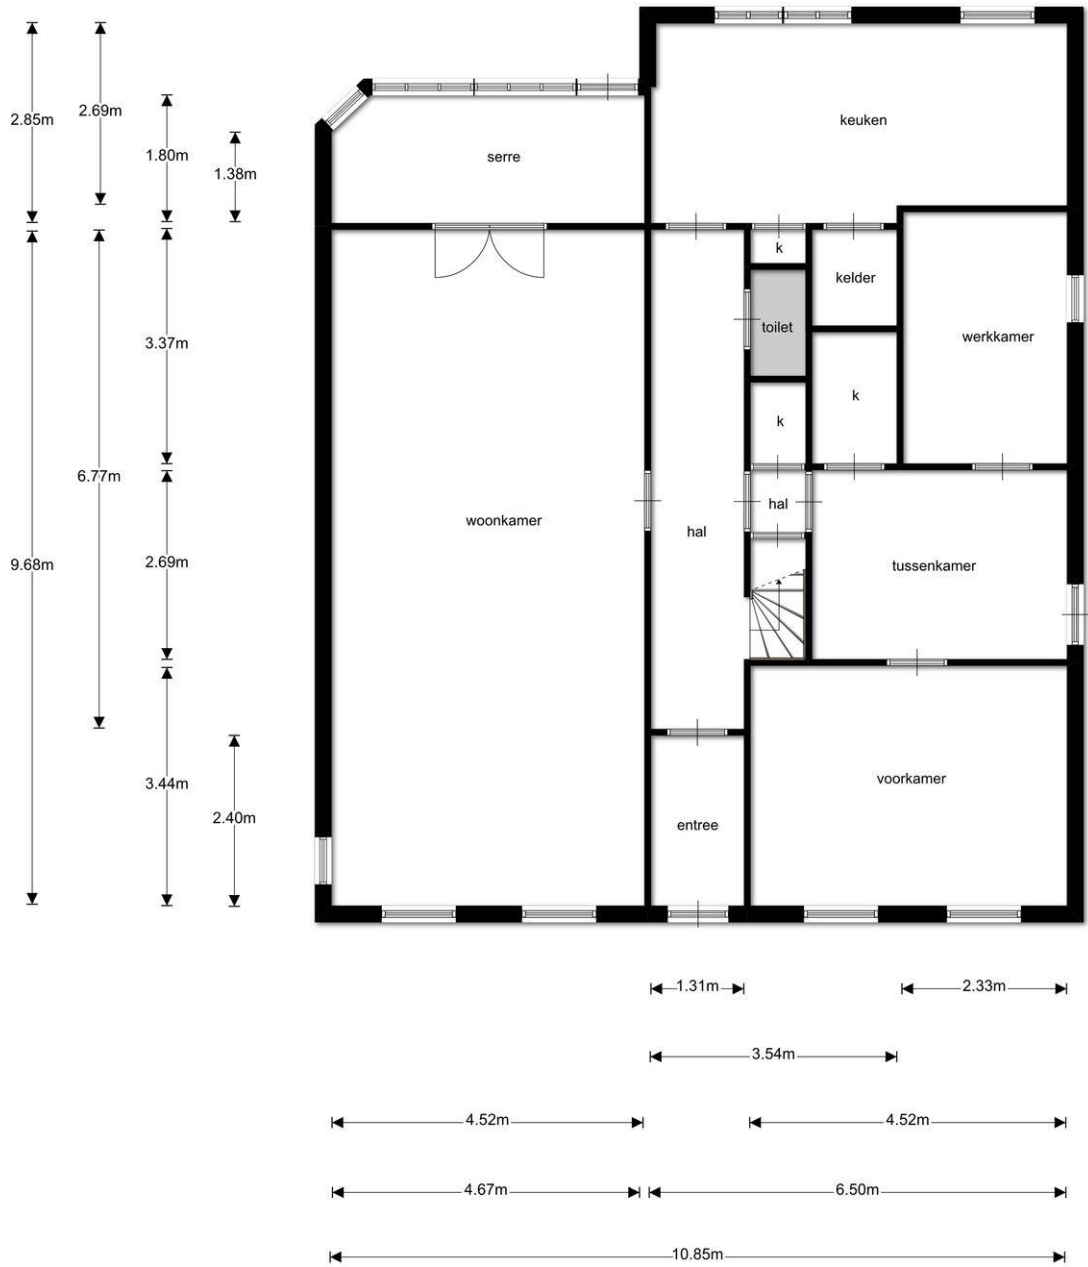 2.85m
2.69m
1.80m
1.38m
keuken
serre
k
kelder
toilet
werkkamer
3.37m
k
k
6.77m
hal
woonkamer
hal
9.68m
2.69m
tussenkamer
3.44m
2.40m
voorkamer
entree
1.31m
2.33m
3.54m
4.52m
4.52m
4.67m
6.50m
10.85m